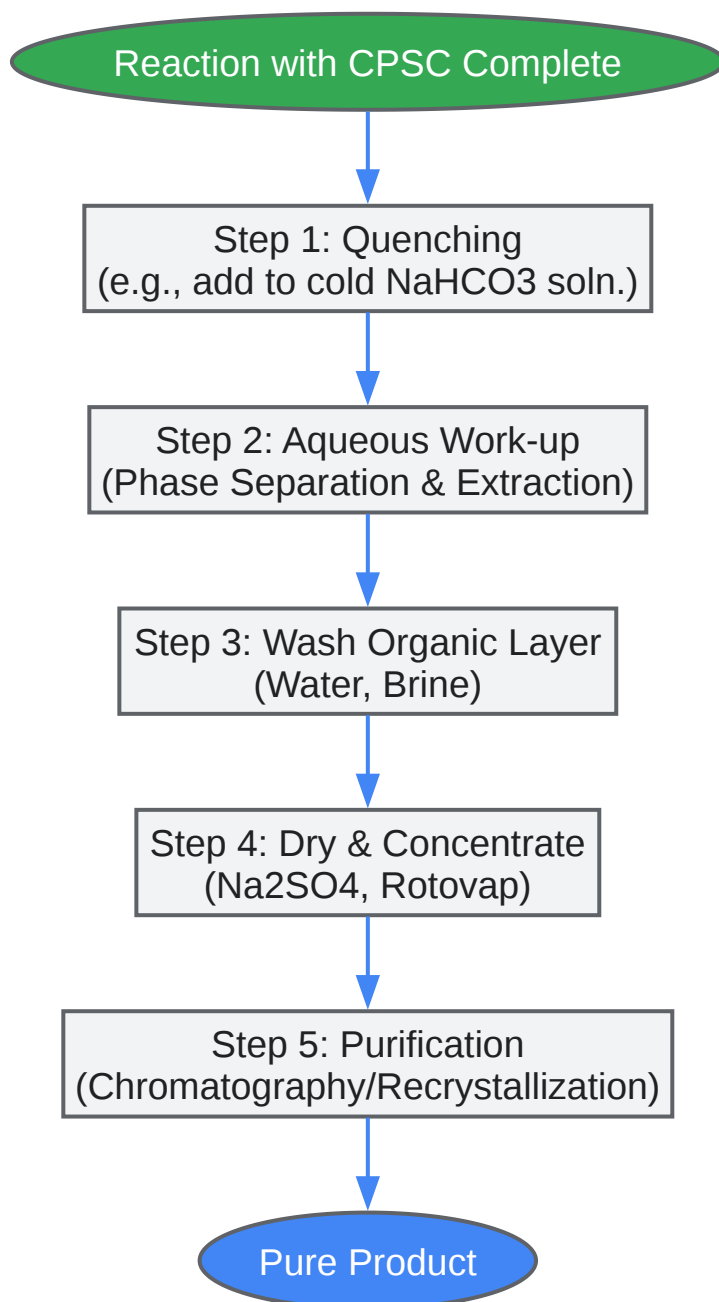 Reaction with CPSC Complete
Step 1: Quenching
(e.g., add to cold NaHCO3 soln.)
Step 2: Aqueous Work-up
(Phase Separation & Extraction)
Step 3: Wash Organic Layer
(Water, Brine)
Step 4: Dry & Concentrate
(Na2SO4, Rotovap)
Step 5: Purification
(Chromatography/Recrystallization)
Pure Product